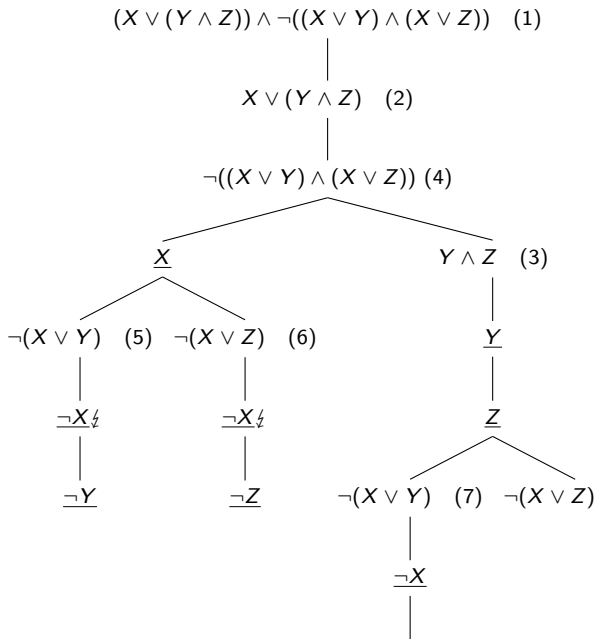 (X ∨ (Y ∧ Z)) ∧ ¬((X ∨ Y) ∧ (X ∨ Z)) (1)
X ∨ (Y ∧ Z) (2)
¬((X ∨ Y) ∧ (X ∨ Z)) (4)
X Y ∧ Z (3)
¬(X ∨ Y) (5) ¬(X ∨ Z) (6) Y
¬X↯ ¬X↯ Z
¬Y ¬Z ¬(X ∨ Y) (7) ¬(X ∨ Z)
¬X